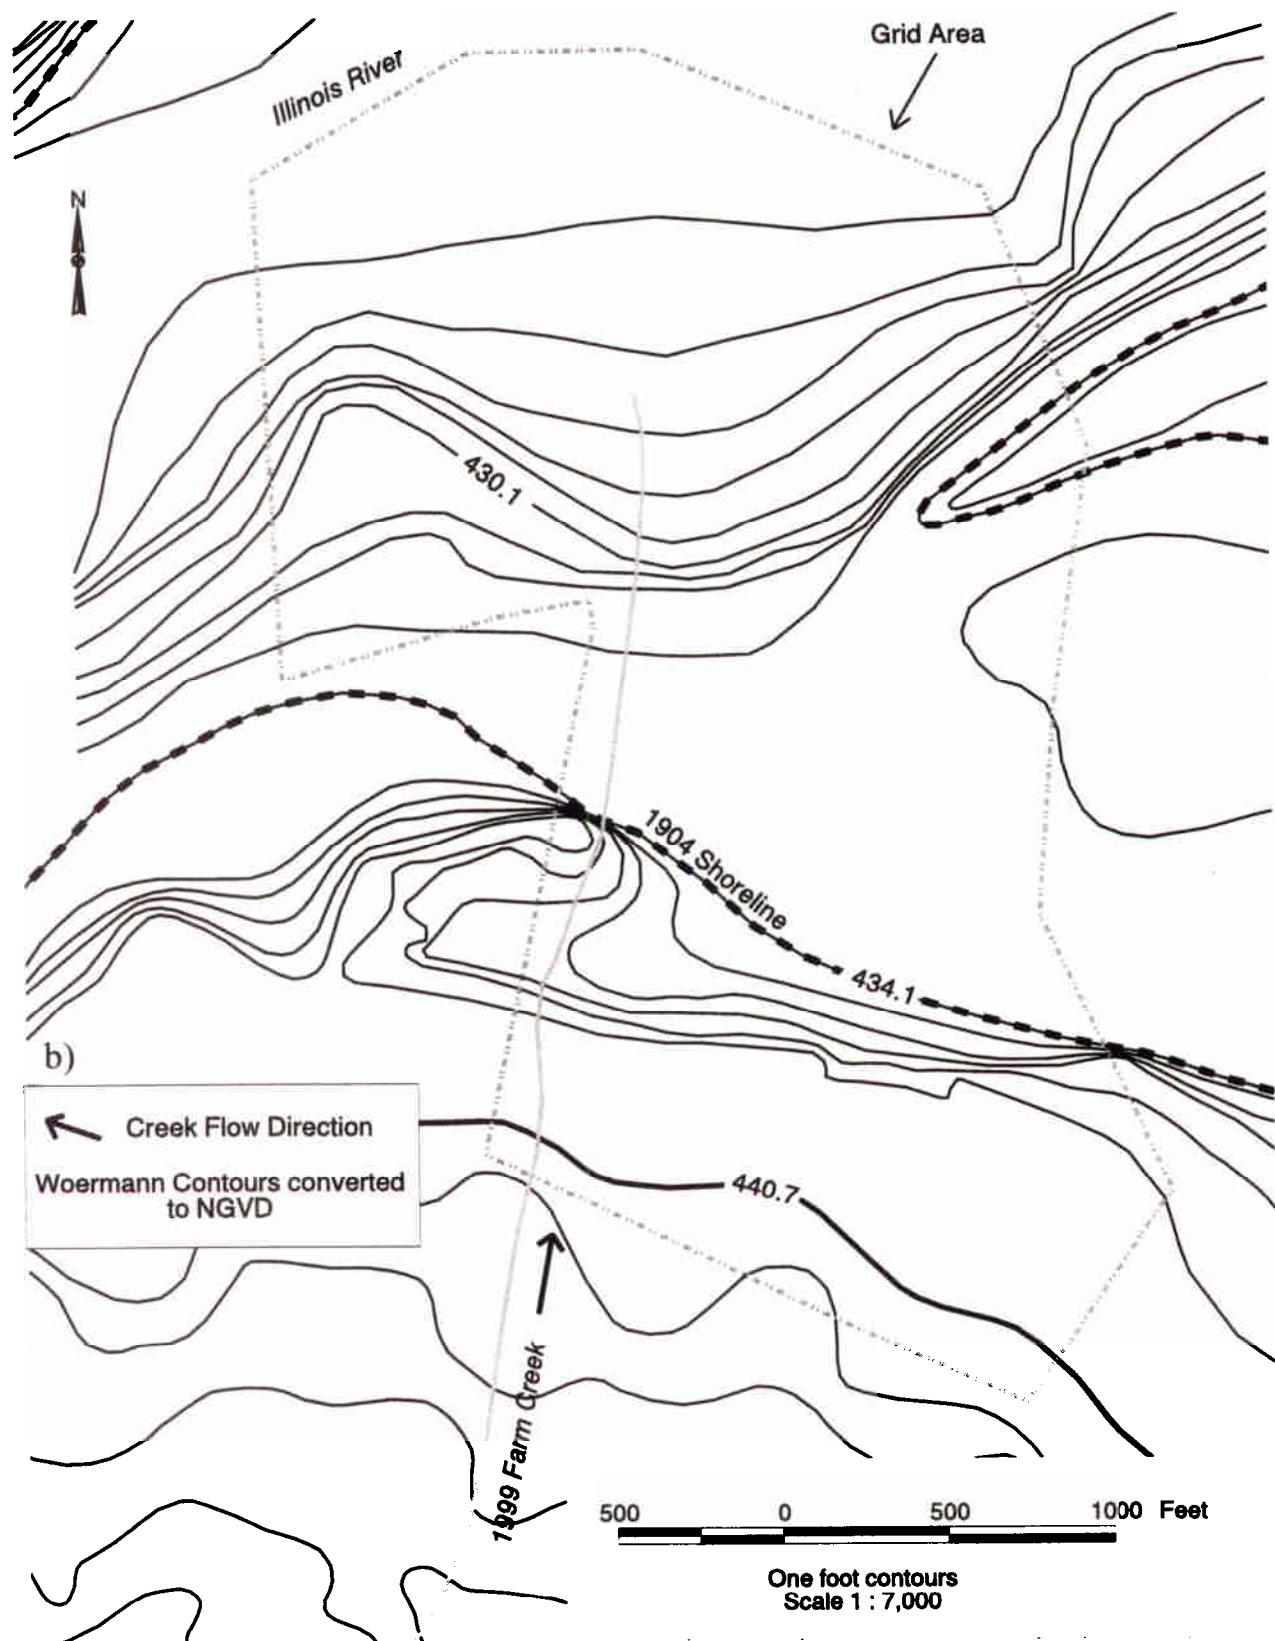 Grid Area
Illinois River
N
430.1
1904 Shoreline
434.1
b)
Creek Flow Direction
Woermann Contours converted
to NGVD
440.7
1999 Farm Creek
500 0 500 1000 Feet
One foot contours
Scale 1 : 7,000